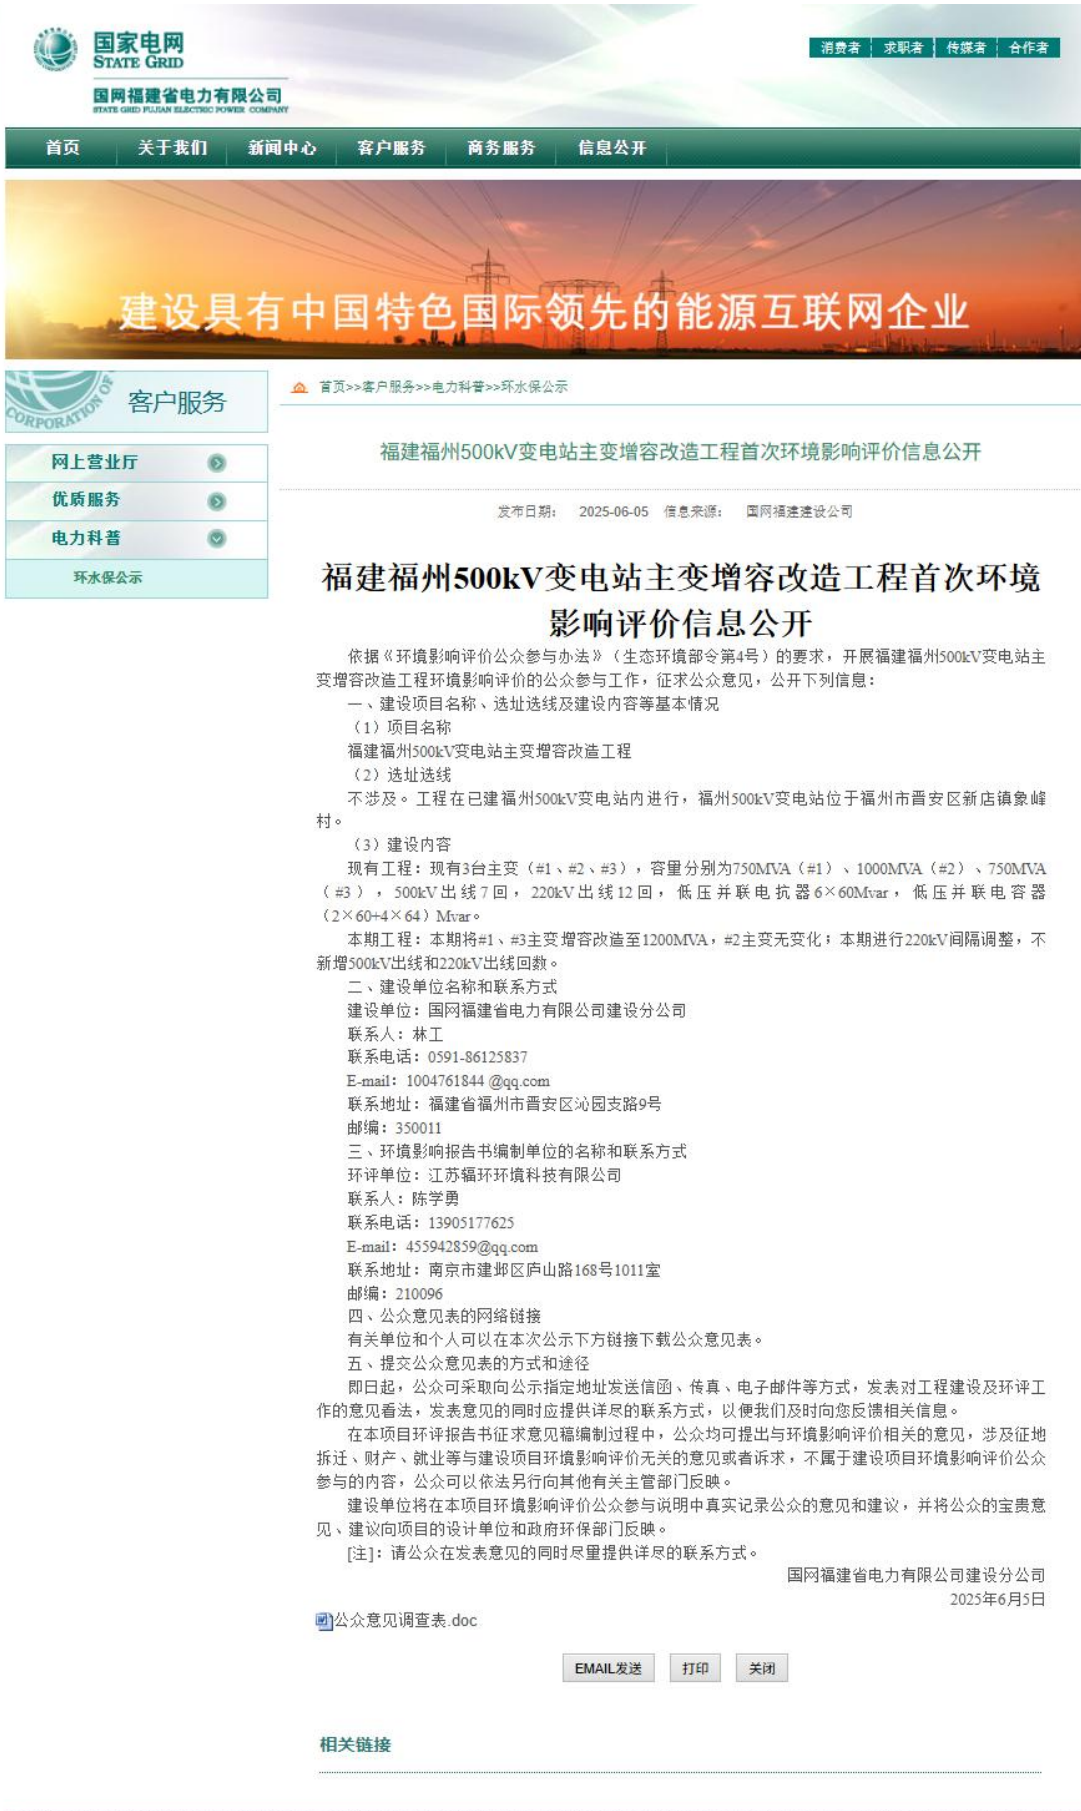 国家电网
STATE GRID
国网福建省电力有限公司
STATE GRID FUJIAN ELECTRIC POWER COMPANY
消费者 求职者 传媒者 合作者
首页 关于我们 新闻中心 客户服务 商务服务 信息公开
建设具有中国特色国际领先的能源互联网企业
CORPORATION OF
客户服务
首页>>客户服务>>电力科普>>环水保公示
网上营业厅
优质服务
电力科普
环水保公示
福建福州500kV变电站主变增容改造工程首次环境影响评价信息公开
发布日期： 2025-06-05 信息来源： 国网福建建设公司
福建福州500kV变电站主变增容改造工程首次环境
影响评价信息公开
依据《环境影响评价公众参与办法》（生态环境部令第4号）的要求，开展福建福州500kV变电站主
变增容改造工程环境影响评价的公众参与工作，征求公众意见，公开下列信息：
一、建设项目名称、选址选线及建设内容等基本情况
（1）项目名称
福建福州500kV变电站主变增容改造工程
（2）选址选线
不涉及。工程在已建福州500kV变电站内进行，福州500kV变电站位于福州市晋安区新店镇象峰
村。
（3）建设内容
现有工程：现有3台主变（#1、#2、#3），容量分别为750MVA（#1）、1000MVA（#2）、750MVA
（#3），500kV出线7回，220kV出线12回，低压并联电抗器6×60Mvar，低压并联电容器
（2×60+4×64）Mvar。
本期工程：本期将#1、#3主变增容改造至1200MVA，#2主变无变化；本期进行220kV间隔调整，不
新增500kV出线和220kV出线回数。
二、建设单位名称和联系方式
建设单位：国网福建省电力有限公司建设分公司
联系人：林工
联系电话：0591-86125837
E-mail：1004761844 @qq.com
联系地址：福建省福州市晋安区沁园支路9号
邮编：350011
三、环境影响报告书编制单位的名称和联系方式
环评单位：江苏辐环环境科技有限公司
联系人：陈学勇
联系电话：13905177625
E-mail：455942859@qq.com
联系地址：南京市建邺区庐山路168号1011室
邮编：210096
四、公众意见表的网络链接
有关单位和个人可以在本次公示下方链接下载公众意见表。
五、提交公众意见表的方式和途径
即日起，公众可采取向公示指定地址发送信函、传真、电子邮件等方式，发表对工程建设及环评工
作的意见看法，发表意见的同时应提供详尽的联系方式，以便我们及时向您反馈相关信息。
在本项目环评报告书征求意见稿编制过程中，公众均可提出与环境影响评价相关的意见，涉及征地
拆迁、财产、就业等与建设项目环境影响评价无关的意见或者诉求，不属于建设项目环境影响评价公众
参与的内容，公众可以依法另行向其他有关主管部门反映。
建设单位将在本项目环境影响评价公众参与说明中真实记录公众的意见和建议，并将公众的宝贵意
见、建议向项目的设计单位和政府环保部门反映。
[注]：请公众在发表意见的同时尽量提供详尽的联系方式。
国网福建省电力有限公司建设分公司
2025年6月5日
公众意见调查表.doc
EMAIL发送 打印 关闭
相关链接